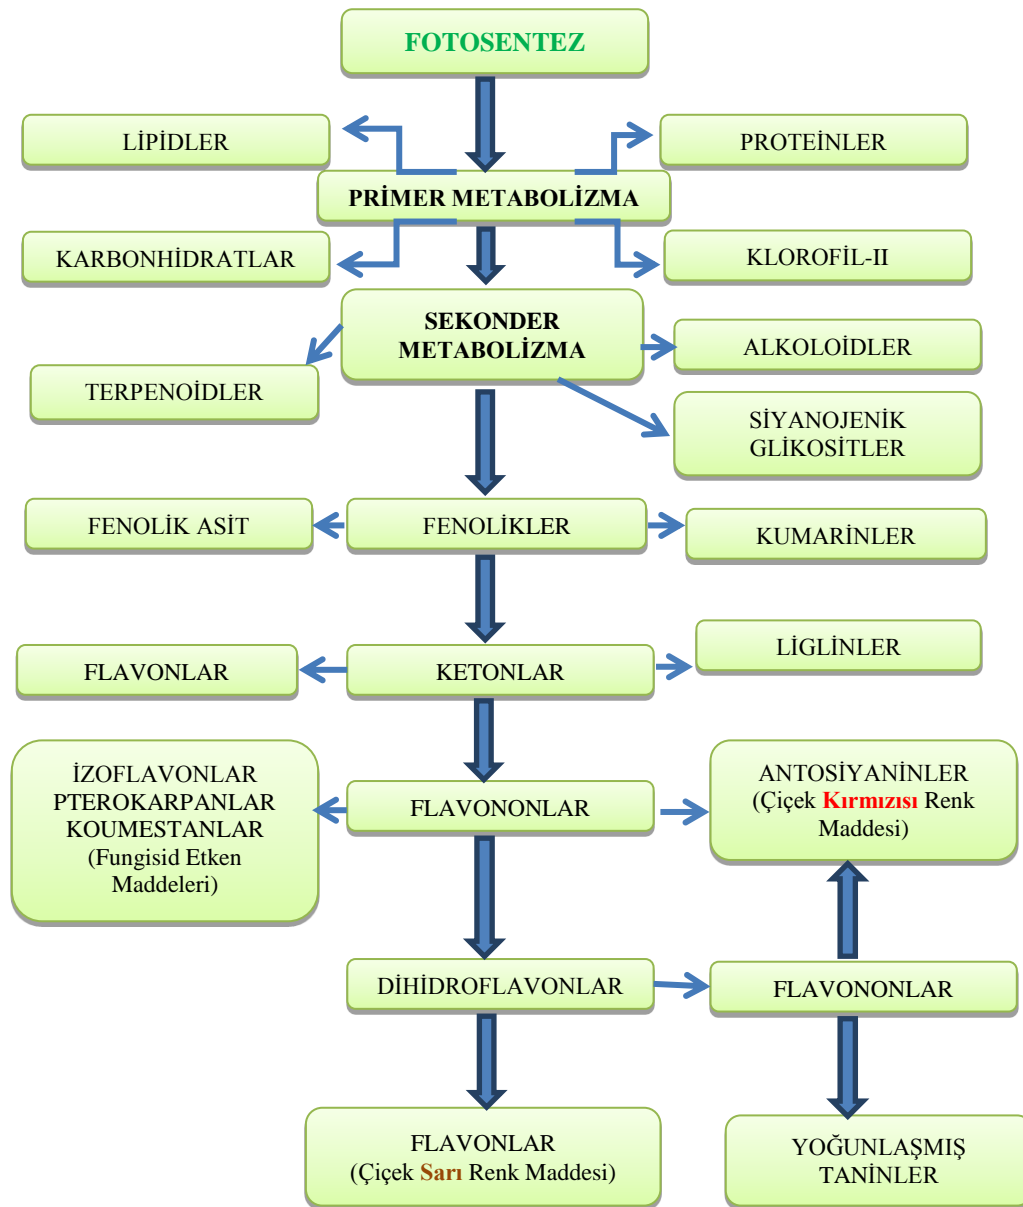 FOTOSENTEZ
LİPİDLER
PROTEİNLER
PRİMER METABOLİZMA
KARBONHİDRATLAR
KLOROFİL-II
SEKONDER
METABOLİZMA
ALKOLOİDLER
TERPENOİDLER
SİYANOJENİK
GLİKOSİTLER
FENOLİK ASİT
FENOLİKLER
KUMARİNLER
FLAVONLAR
KETONLAR
LİGLİNLER
İZOFLAVONLAR
PTEROKARPANLAR
KOUMESTANLAR
(Fungisid Etken
Maddeleri)
FLAVONONLAR
ANTOSİYANİNLER
(Çiçek Kırmızısı Renk
Maddesi)
DİHİDROFLAVONLAR
FLAVONONLAR
FLAVONLAR
(Çiçek Sarı Renk Maddesi)
YOĞUNLAŞMIŞ
TANİNLER